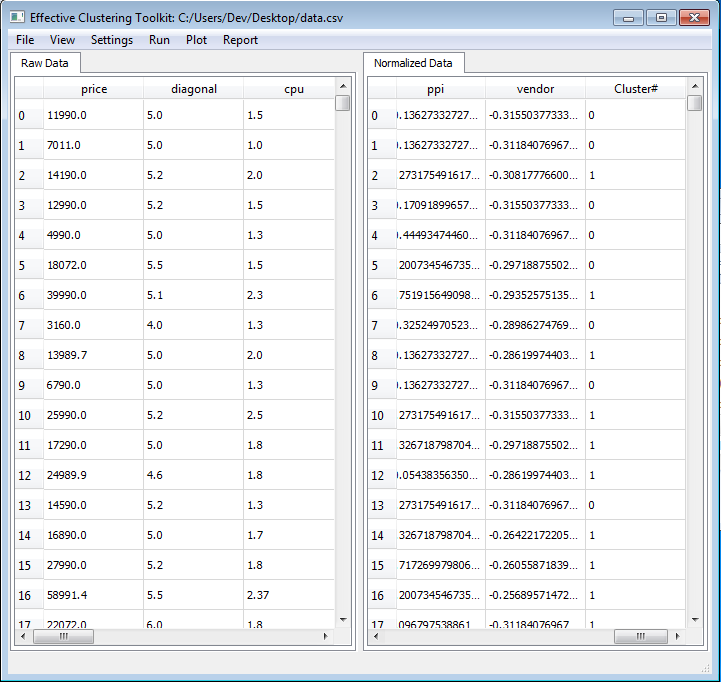 Effective Clustering Toolkit: C:/Users/Dev/Desktop/data.csv
File View Settings Run Plot Report
Raw Data
price diagonal cpu
0 11990.0 5.0 1.5
1 7011.0 5.0 1.0
2 14190.0 5.2 2.0
3 12990.0 5.2 1.5
4 4990.0 5.0 1.3
5 18072.0 5.5 1.5
6 39990.0 5.1 2.3
7 3160.0 4.0 1.3
8 13989.7 5.0 2.0
9 6790.0 5.0 1.3
10 25990.0 5.2 2.5
11 17290.0 5.0 1.8
12 24989.9 4.6 1.8
13 14590.0 5.2 1.3
14 16890.0 5.0 1.7
15 27990.0 5.2 1.8
16 58991.4 5.5 2.37
17 22072.0 6.0 1.8
Normalized Data
ppi vendor Cluster#
0 0.13627332727... -0.31550377333... 0
1 0.13627332727... -0.31184076967... 0
2 273175491617... -0.30817776600... 1
3 0.17091899657... -0.31550377333... 0
4 0.44493474460... -0.31184076967... 0
5 200734546735... -0.29718875502... 0
6 751915649098... -0.29352575135... 1
7 0.32524970523... -0.28986274769... 0
8 0.13627332727... -0.28619974403... 1
9 0.13627332727... -0.31184076967... 0
10 273175491617... -0.31550377333... 1
11 326718798704... -0.29718875502... 1
12 0.05438356350... -0.28619974403... 1
13 273175491617... -0.31184076967... 0
14 326718798704... -0.26422172205... 1
15 717269979806... -0.26055871839... 1
16 200734546735... -0.25689571472... 1
17 096797538861 -0.31184076967 1